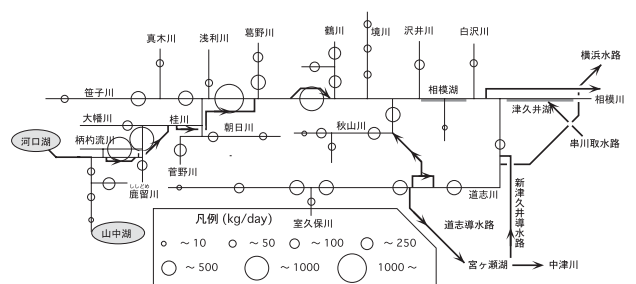 真木川
浅利川
葛野川
鶴川
境川
沢井川
白沢川
横浜水路
笹子川
相模湖
相模川
津久井湖
大幡川
桂川
朝日川
秋山川
串川取水路
河口湖
柄杓流川
菅野川
ししどめ
鹿留川
道志川
新津久井導水路
山中湖
室久保川
道志導水路
宮ヶ瀬湖
中津川
凡例 (kg/day)
～10 ～50 ～100 ～250
～500 ～1000 1000～